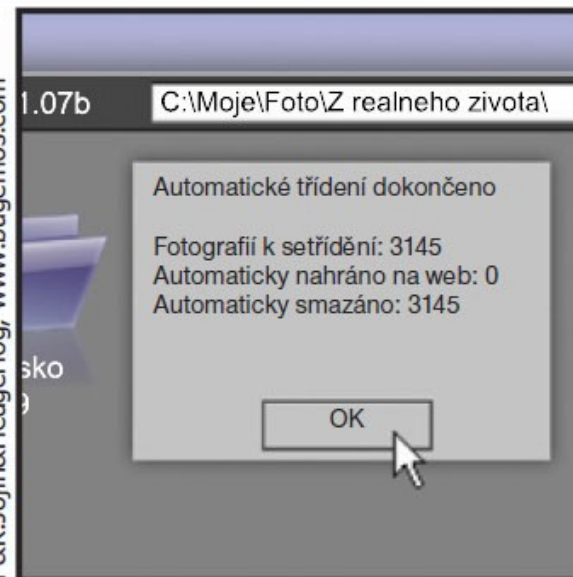 1.07b
C:\Moje\Foto\Z realneho zivota\
Automatické třídení dokončeno
Fotografií k setřídění: 3145
Automaticky nahráno na web: 0
Automaticky smazáno: 3145
sko
OK
www.bugemos.com